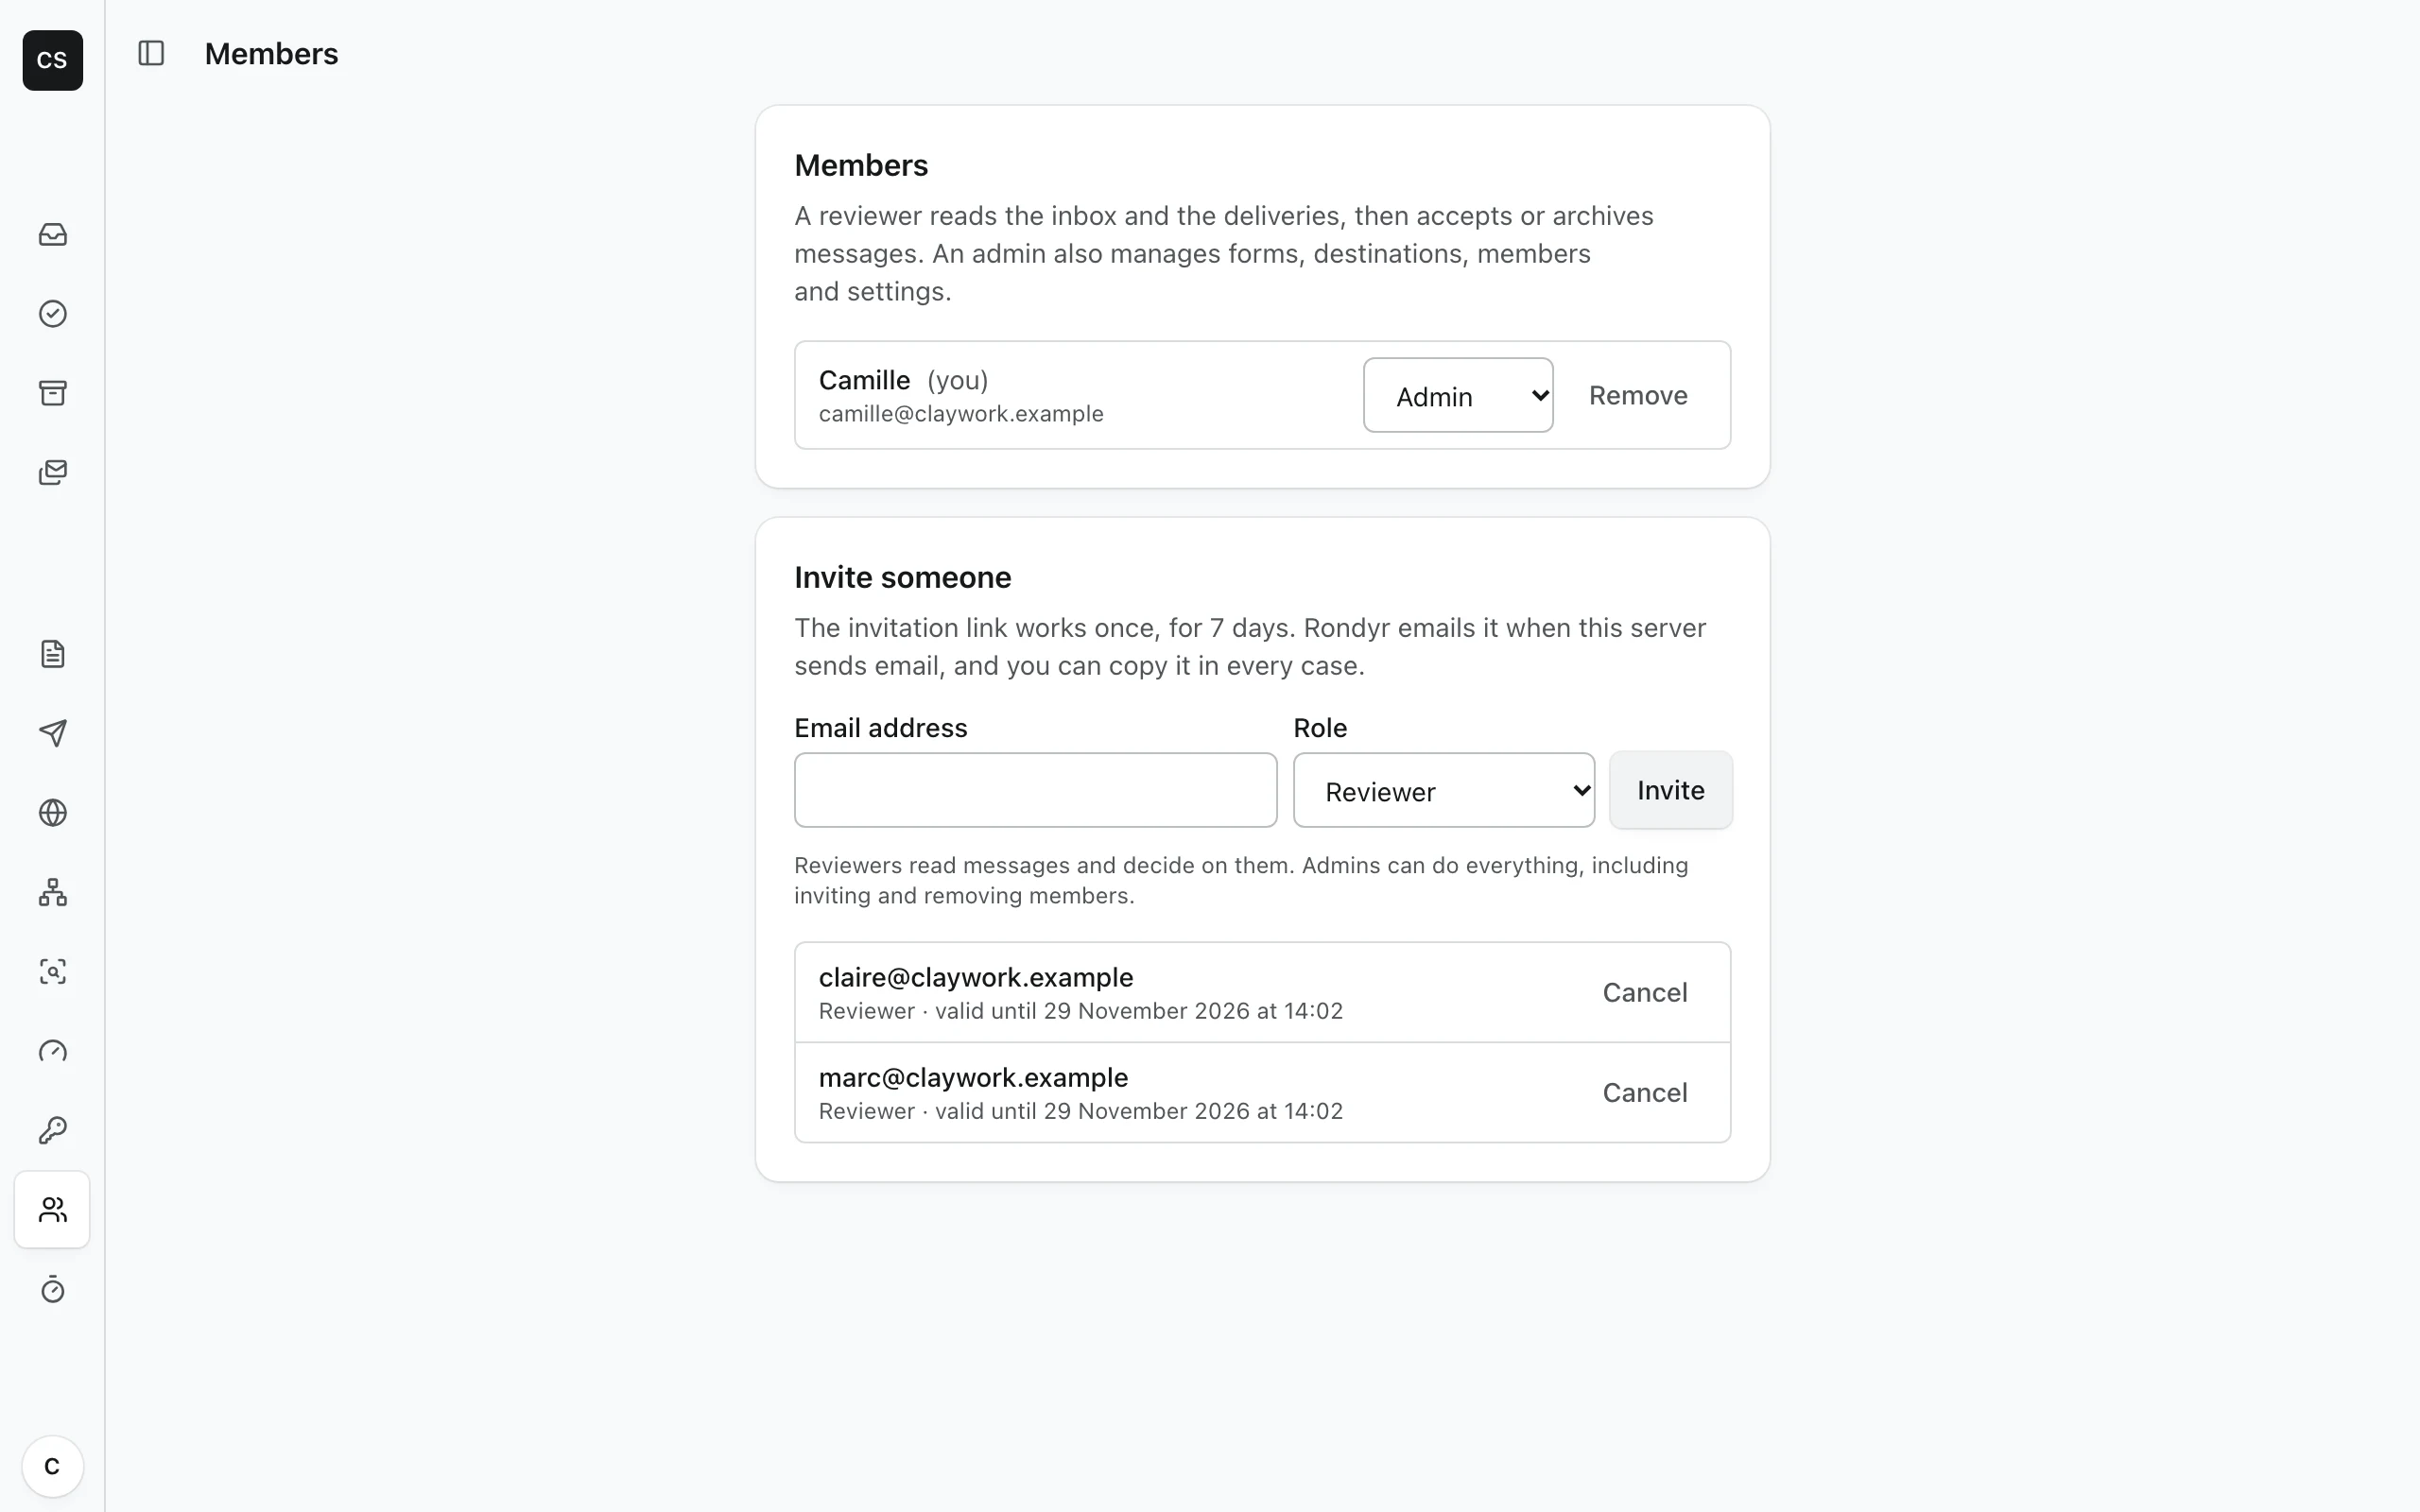 CS
Members
Members
A reviewer reads the inbox and the deliveries, then accepts or archives
messages. An admin also manages forms, destinations, members
and settings.
Camille (you)
camille@claywork.example
Admin
Remove
Invite someone
The invitation link works once, for 7 days. Rondyr emails it when this server
sends email, and you can copy it in every case.
Email address
Role
Reviewer
Invite
Reviewers read messages and decide on them. Admins can do everything, including
inviting and removing members.
claire@claywork.example
Reviewer · valid until 29 November 2026 at 14:02
Cancel
marc@claywork.example
Reviewer · valid until 29 November 2026 at 14:02
Cancel
C